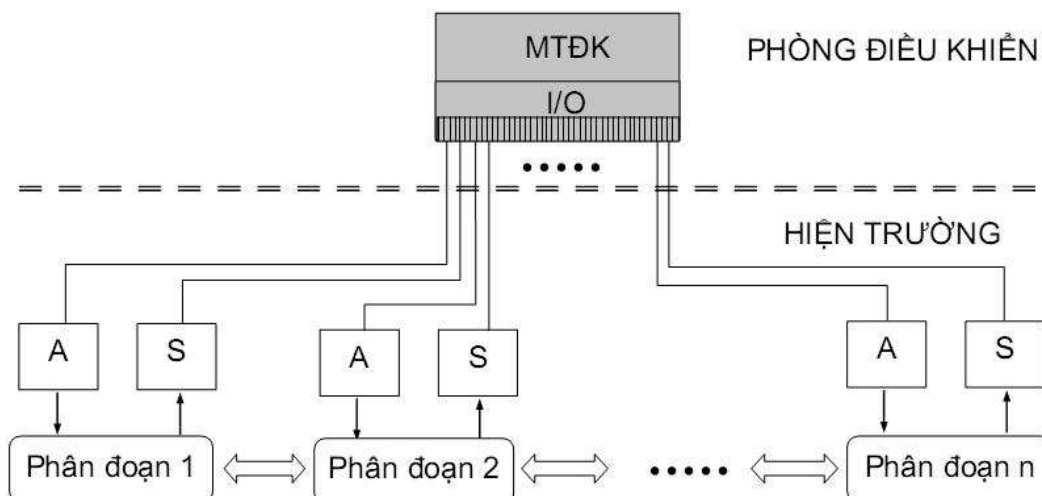 MTĐK
PHÒNG ĐIỀU KHIỂN
I/O
HIỆN TRƯỜNG
A
S
A
S
A
S
Phân đoạn 1
Phân đoạn 2
Phân đoạn n